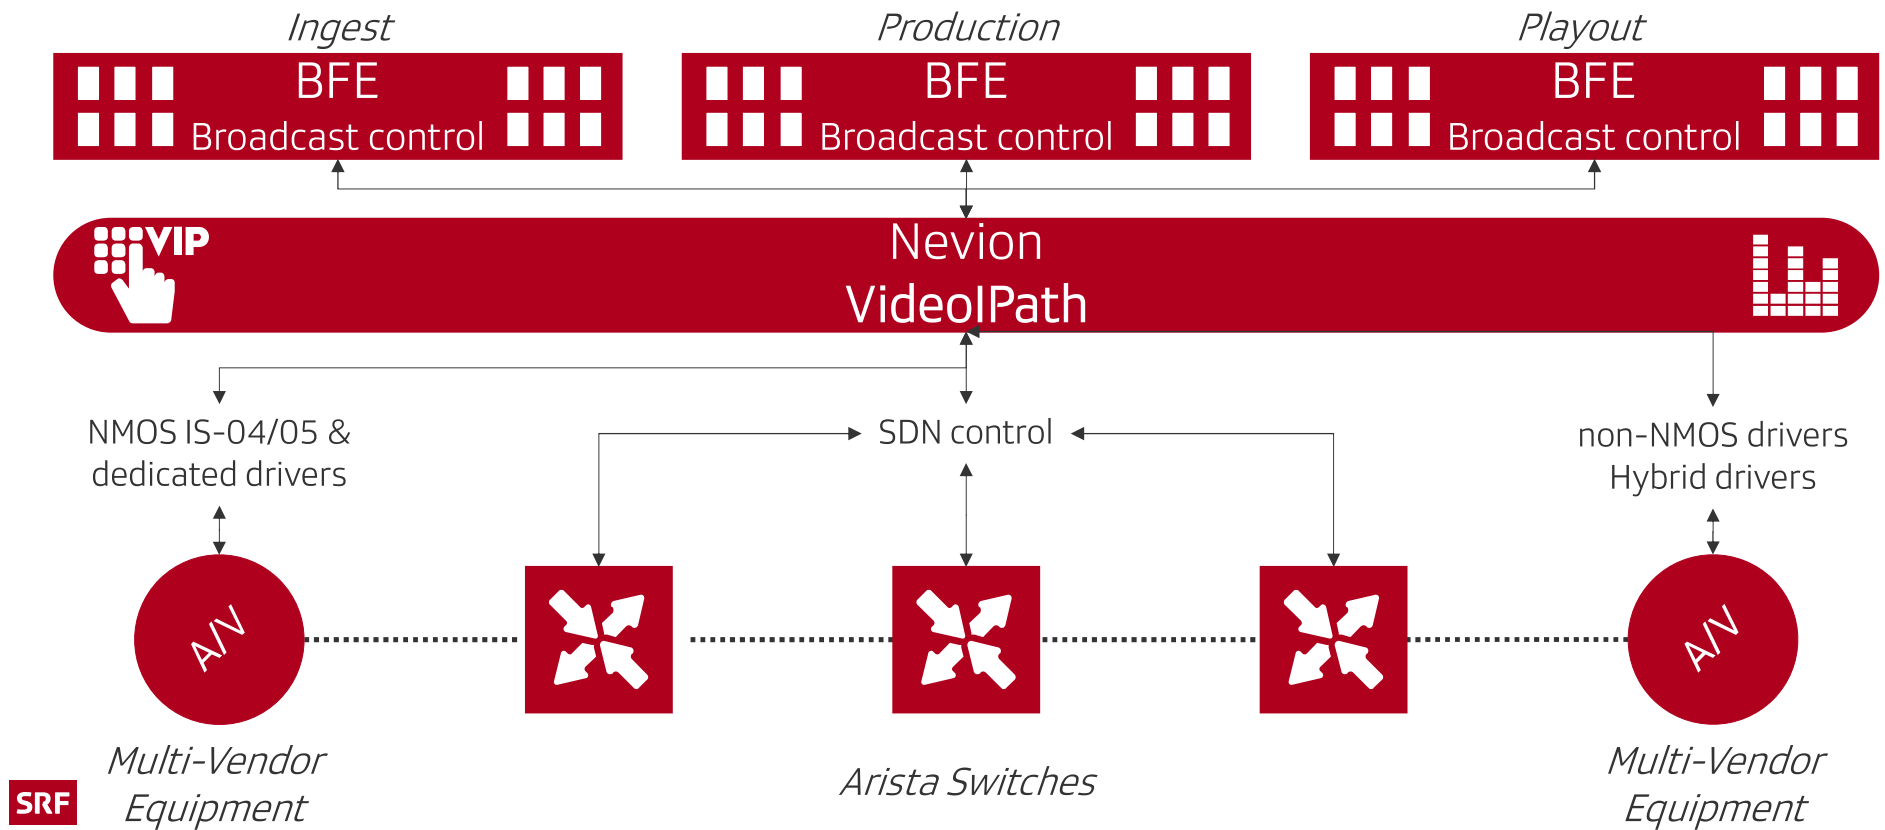 Ingest
Production
Playout
BFE
Broadcast control
BFE
Broadcast control
BFE
Broadcast control
VIP
Nevion
VideoIPath
NMOS IS-04/05 &
dedicated drivers
SDN control
non-NMOS drivers
Hybrid drivers
A/V
A/V
Multi-Vendor
Equipment
Arista Switches
Multi-Vendor
Equipment
SRF